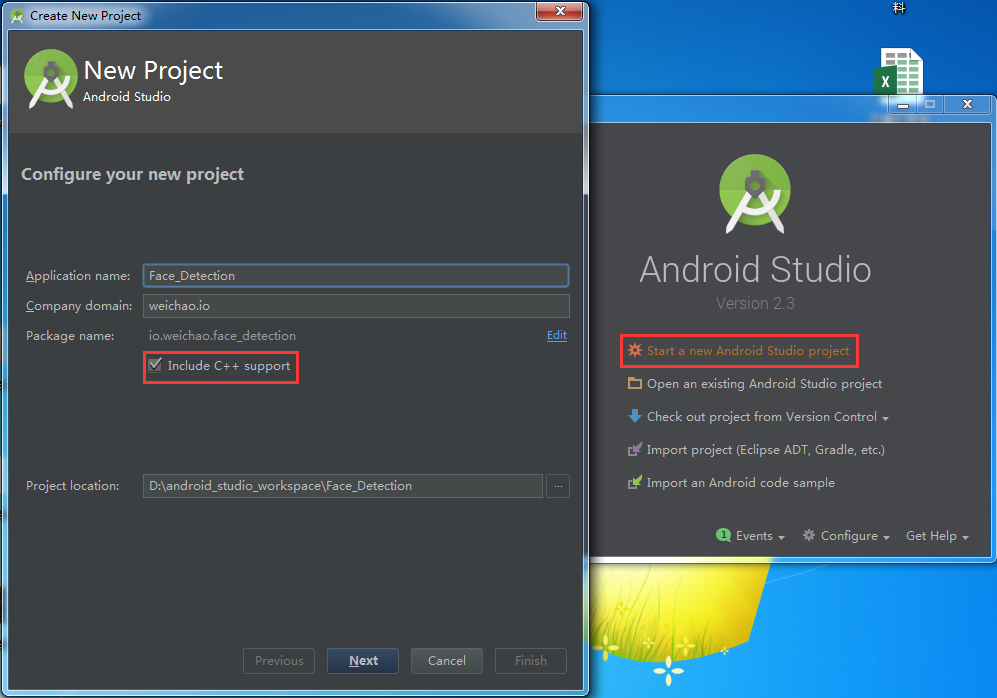 Create New Project
New Project
Android Studio
Configure your new project
Application name: Face_Detection
Company domain: weichao.io
Package name: io.weichao.face_detection Edit
Include C++ support
Project location: D:\android_studio_workspace\Face_Detection ...
Previous Next Cancel Finish
料
X
Android Studio
Version 2.3
Start a new Android Studio project
Open an existing Android Studio project
Check out project from Version Control
Import project (Eclipse ADT, Gradle, etc.)
Import an Android code sample
1 Events Configure Get Help